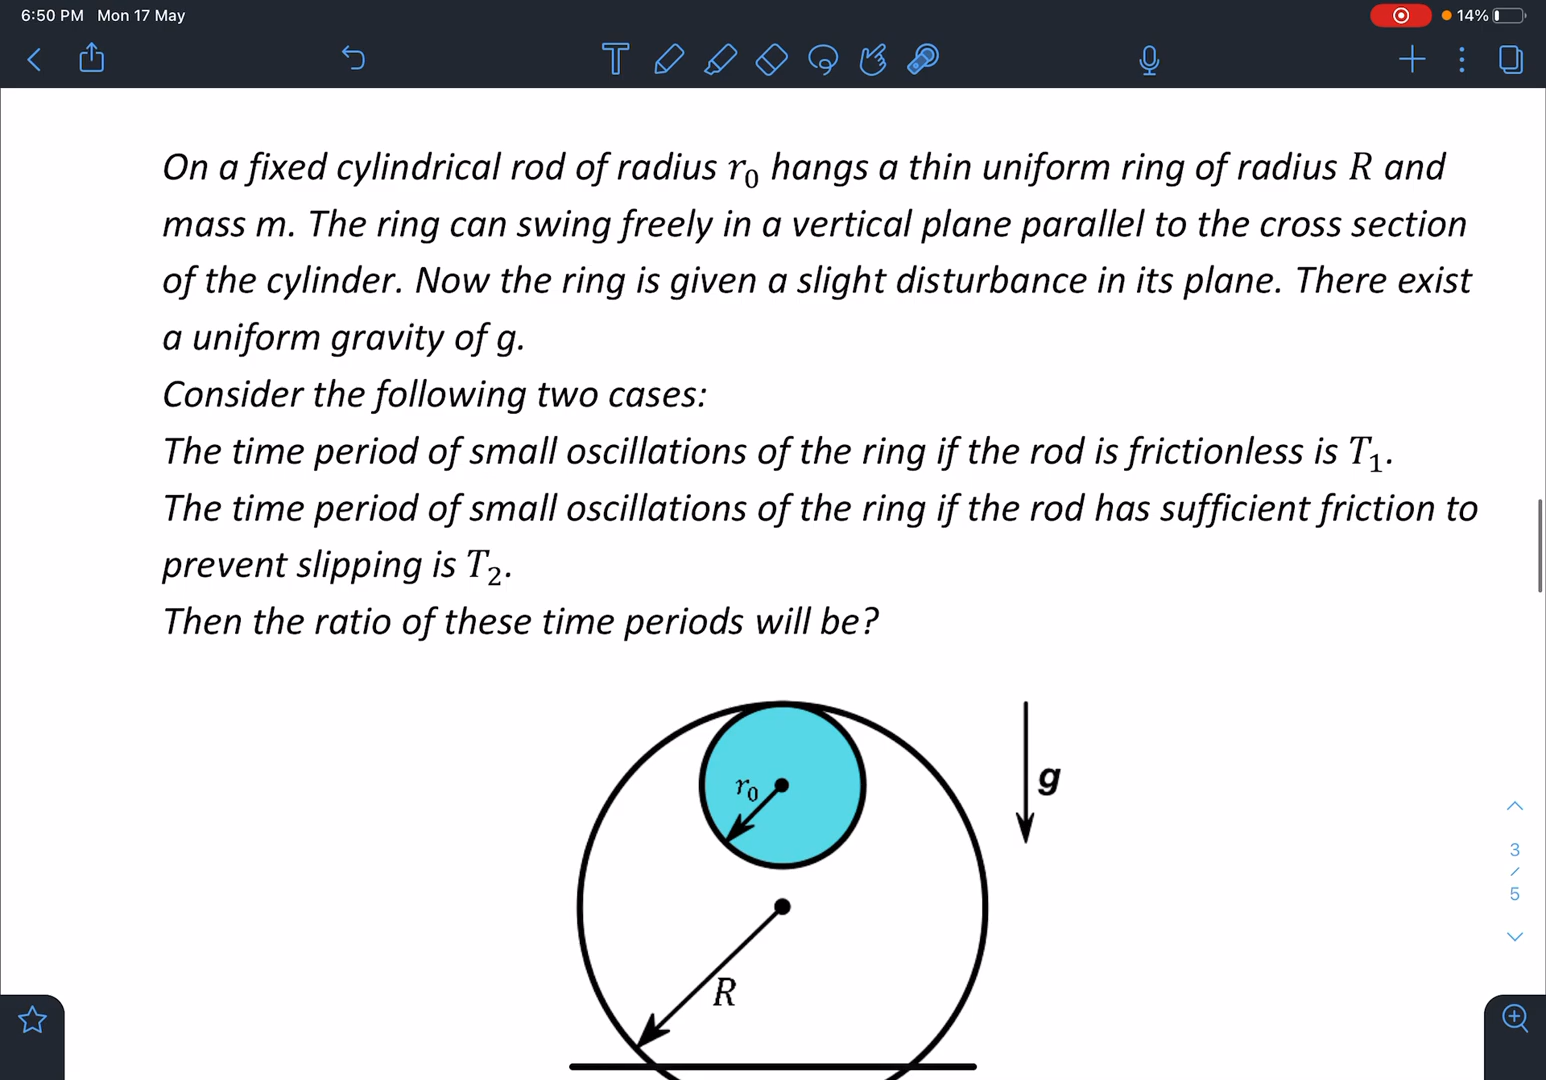 6:50 PM Mon 17 May
14%
On a fixed cylindrical rod of radius r₀ hangs a thin uniform ring of radius R and
mass m. The ring can swing freely in a vertical plane parallel to the cross section
of the cylinder. Now the ring is given a slight disturbance in its plane. There exist
a uniform gravity of g.
Consider the following two cases:
The time period of small oscillations of the ring if the rod is frictionless is T₁.
The time period of small oscillations of the ring if the rod has sufficient friction to
prevent slipping is T₂.
Then the ratio of these time periods will be?
r₀
g
R
3
/
5